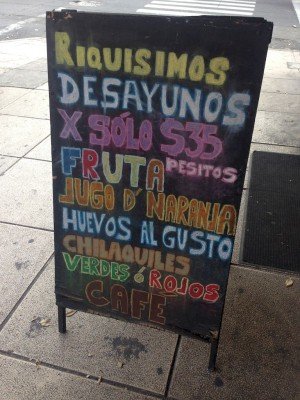 RIQUISIMOS
DESAYUNOS
X SÓLO $35
PESITOS
FRUTA
JUGO D' NARANJA
HUEVOS AL GUSTO
CHILAQUILES
VERDES ó ROJOS
CAFÉ